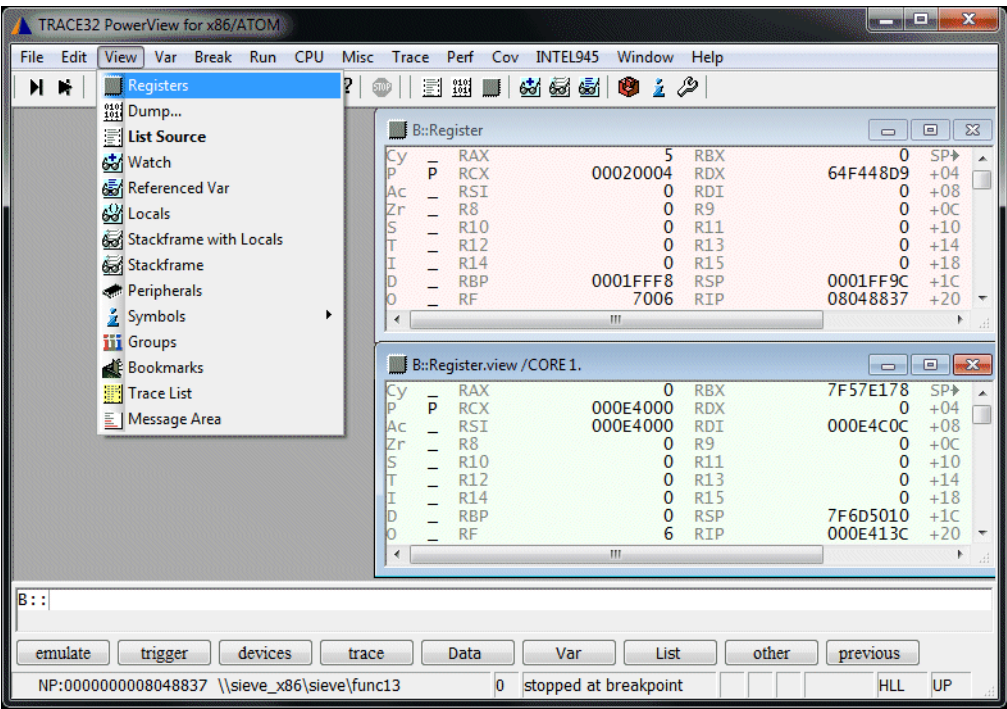 TRACE32 PowerView for x86/ATOM
File Edit View Var Break Run CPU Misc Trace Perf Cov INTEL945 Window Help
Registers
Dump...
List Source
Watch
Referenced Var
Locals
Stackframe with Locals
Stackframe
Peripherals
Symbols
Groups
Bookmarks
Trace List
Message Area
B::Register
Cy _ RAX 5 RBX 0 SP
P P RCX 00020004 RDX 64F448D9 +04
Ac _ RSI 0 RDI 0 +08
Zr _ R8 0 R9 0 +0C
S _ R10 0 R11 0 +10
T _ R12 0 R13 0 +14
I _ R14 0 R15 0 +18
D _ RBP 0001FFF8 RSP 0001FF9C +1C
O _ RF 7006 RIP 08048837 +20
B::Register.view /CORE 1.
Cy _ RAX 0 RBX 7F57E178 SP
P P RCX 000E4000 RDX 0 +04
Ac _ RSI 000E4000 RDI 000E4C0C +08
Zr _ R8 0 R9 0 +0C
S _ R10 0 R11 0 +10
T _ R12 0 R13 0 +14
I _ R14 0 R15 0 +18
D _ RBP 0 RSP 7F6D5010 +1C
O _ RF 6 RIP 000E413C +20
B::
emulate trigger devices trace Data Var List other previous
NP:0000000008048837 \\sieve_x86\sieve\func13 0 stopped at breakpoint HLL UP